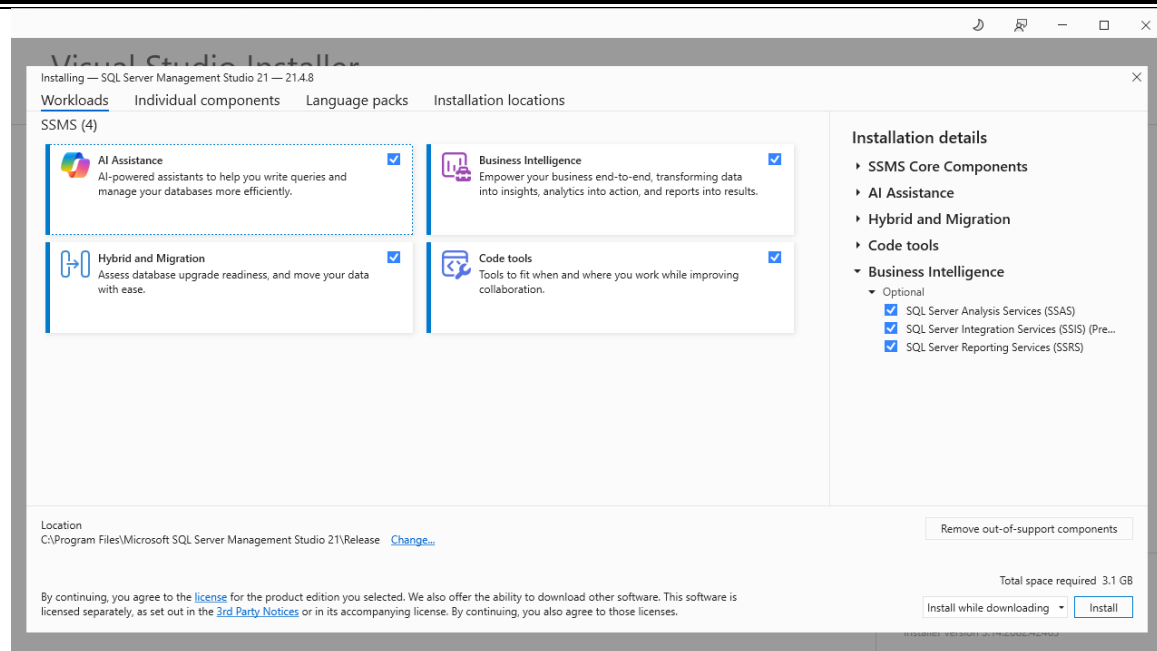 Visual Studio Installer
Installing — SQL Server Management Studio 21 — 21.4.8
Workloads
Individual components
Language packs
Installation locations
SSMS (4)
AI Assistance
AI-powered assistants to help you write queries and
manage your databases more efficiently.
Business Intelligence
Empower your business end-to-end, transforming data
into insights, analytics into action, and reports into results.
Hybrid and Migration
Assess database upgrade readiness, and move your data
with ease.
Code tools
Tools to fit when and where you work while improving
collaboration.
Installation details
SSMS Core Components
AI Assistance
Hybrid and Migration
Code tools
Business Intelligence
Optional
SQL Server Analysis Services (SSAS)
SQL Server Integration Services (SSIS) (Pre...
SQL Server Reporting Services (SSRS)
Location
C:\Program Files\Microsoft SQL Server Management Studio 21\Release Change...
Remove out-of-support components
Total space required 3.1 GB
By continuing, you agree to the license for the product edition you selected. We also offer the ability to download other software. This software is
licensed separately, as set out in the 3rd Party Notices or in its accompanying license. By continuing, you also agree to those licenses.
Install while downloading
Install